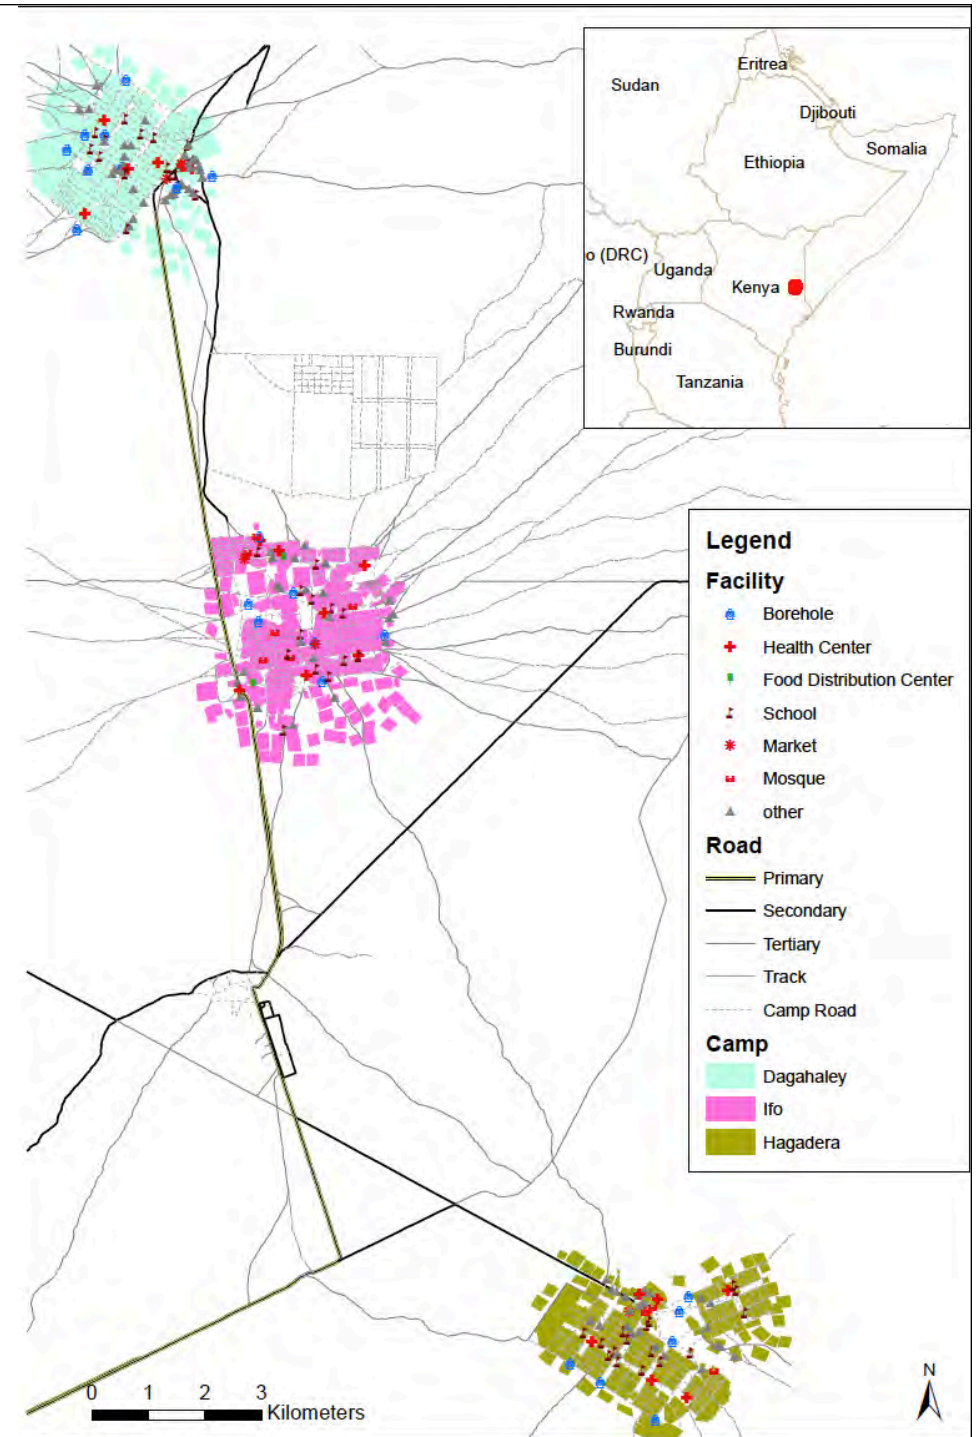 Eritrea
Sudan
Djibouti
Somalia
Ethiopia
o (DRC)
Uganda
Kenya
Rwanda
Burundi
Tanzania
Legend
Facility
Borehole
Health Center
Food Distribution Center
School
Market
Mosque
other
Road
Primary
Secondary
Tertiary
Track
Camp Road
Camp
Dagahaley
Ifo
Hagadera
0 1 2 3
Kilometers
N